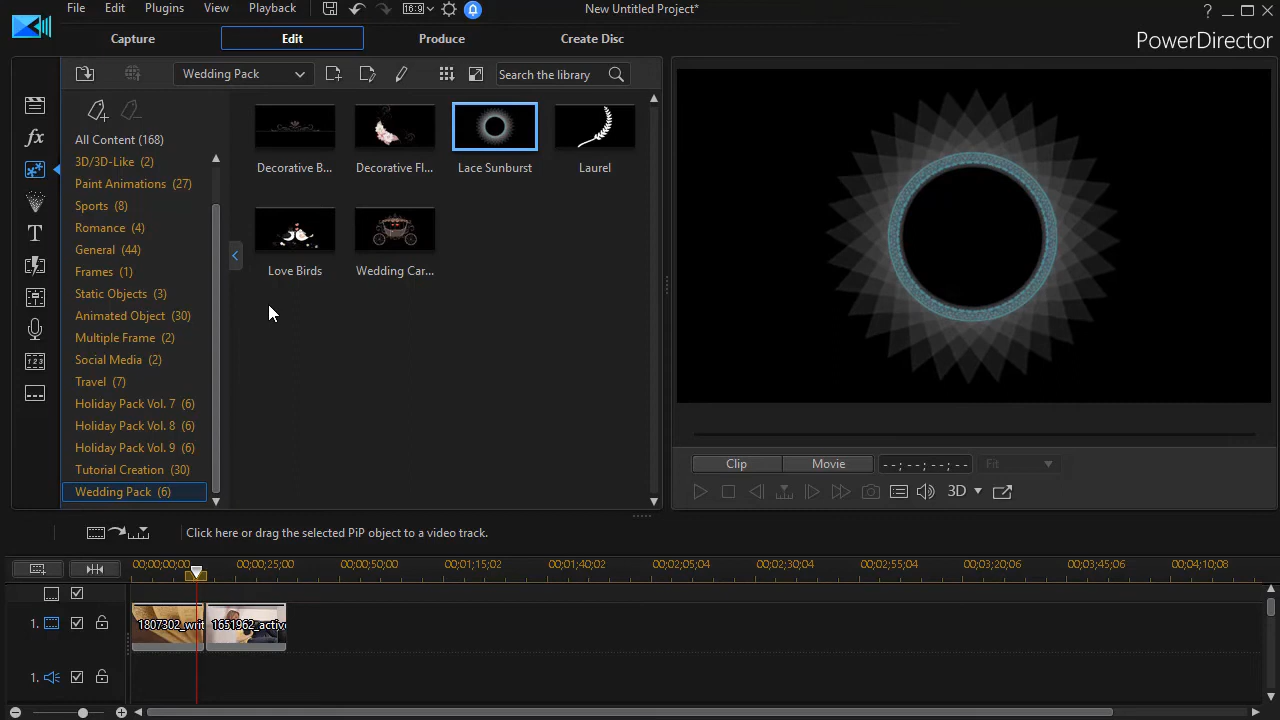 File Edit Plugins View Playback 16:9 New Untitled Project* ?
Capture Edit Produce Create Disc PowerDirector
Wedding Pack Search the library
All Content (168)
3D/3D-Like (2)
Paint Animations (27)
Sports (8)
Romance (4)
General (44)
Frames (1)
Static Objects (3)
Animated Object (30)
Multiple Frame (2)
Social Media (2)
Travel (7)
Holiday Pack Vol. 7 (6)
Holiday Pack Vol. 8 (6)
Holiday Pack Vol. 9 (6)
Tutorial Creation (30)
Wedding Pack (6)
Decorative B... Decorative Fl... Lace Sunburst Laurel
Love Birds Wedding Car...
fx
T
Clip Movie --;--;--;-- Fit
3D
Click here or drag the selected PiP object to a video track.
00;00;00;00 00;00;25;00 00;00;50;00 00;01;15;02 00;01;40;02 00;02;05;04 00;02;30;04 00;02;55;04 00;03;20;06 00;03;45;06 00;04;10;08
1. 1807302_writ 1651962_activ
1.